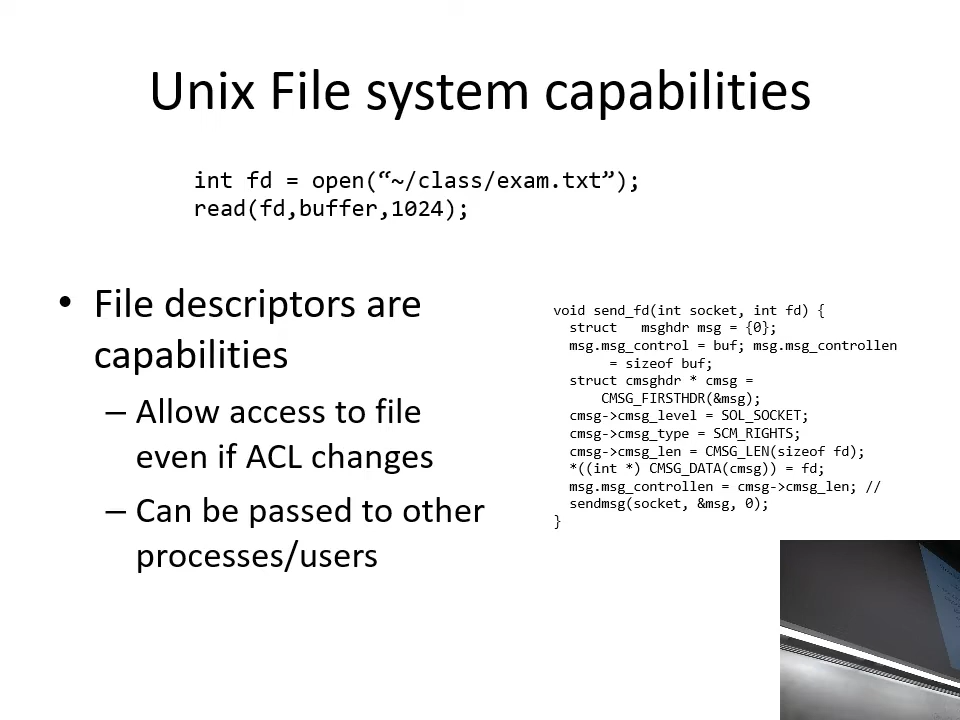 Unix File system capabilities
int fd = open(“~/class/exam.txt”);
read(fd,buffer,1024);
• File descriptors are
capabilities
– Allow access to file
even if ACL changes
– Can be passed to other
processes/users
void send_fd(int socket, int fd) {
struct   msghdr msg = {0};
msg.msg_control = buf; msg.msg_controllen
= sizeof buf;
struct cmsghdr * cmsg =
CMSG_FIRSTHDR(&msg);
cmsg->cmsg_level = SOL_SOCKET;
cmsg->cmsg_type = SCM_RIGHTS;
cmsg->cmsg_len = CMSG_LEN(sizeof fd);
*((int *) CMSG_DATA(cmsg)) = fd;
msg.msg_controllen = cmsg->cmsg_len; //
sendmsg(socket, &msg, 0);
}